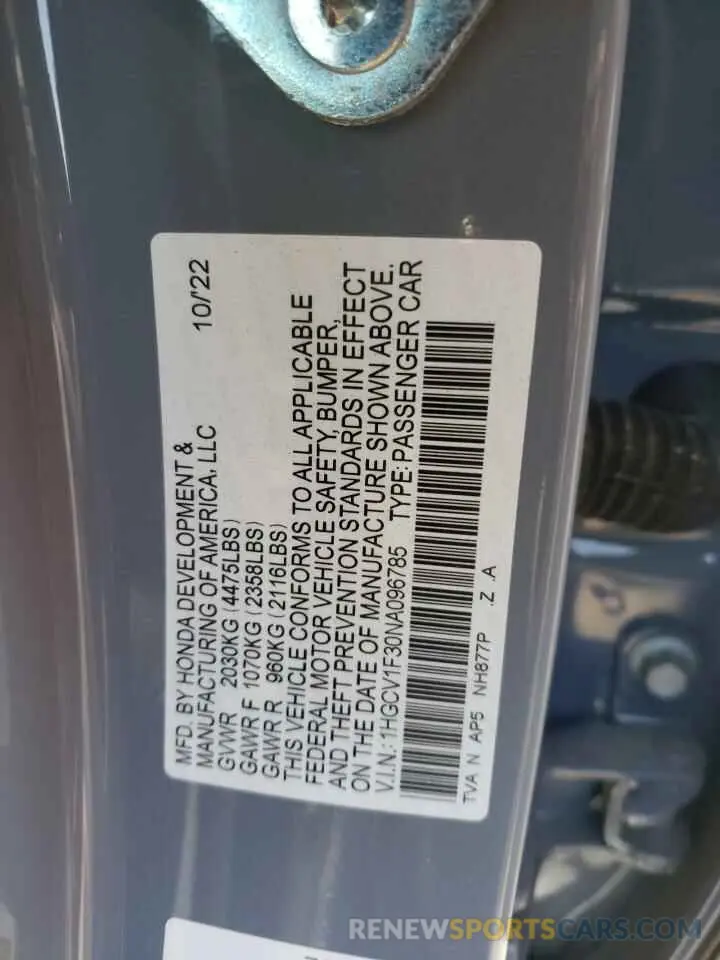 MFD. BY HONDA DEVELOPMENT &
MANUFACTURING OF AMERICA, LLC 10/'22
GVWR 2030KG (4475LBS)
GAWR F 1070KG (2358LBS)
GAWR R 960KG (2116LBS)
THIS VEHICLE CONFORMS TO ALL APPLICABLE
FEDERAL MOTOR VEHICLE SAFETY, BUMPER,
AND THEFT PREVENTION STANDARDS IN EFFECT
ON THE DATE OF MANUFACTURE SHOWN ABOVE.
V.I.N.: 1HGCV1F30NA096785 TYPE: PASSENGER CAR
TVA N AP5 NH877P .Z .A
RENEWSPORTSCARS.COM